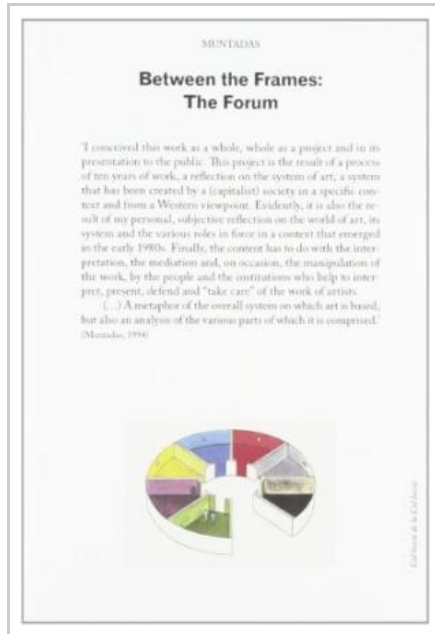 MUNTADAS
Between the Frames:
The Forum
'I conceived this work as a whole, whole as a project and in its
presentation to the public. This project is the result of a process
of ten years of work, a reflection on the system of art, a system
that has been created by a (capitalist) society in a specific con-
text and from a Western viewpoint. Evidently, it is also the re-
sult of my personal, subjective reflection on the world of art, its
system and the various roles in force in a context that emerged
in the early 1980s. Finally, the content has to do with the inter-
pretation, the mediation and, on occasion, the manipulation of
the work, by the people and the institutions who help to inter-
pret, present, defend and "take care" of the work of artists.
(…) A metaphor of the overall system on which art is based,
but also an analysis of the various parts of which it is comprised.'
(Muntadas, 1994)